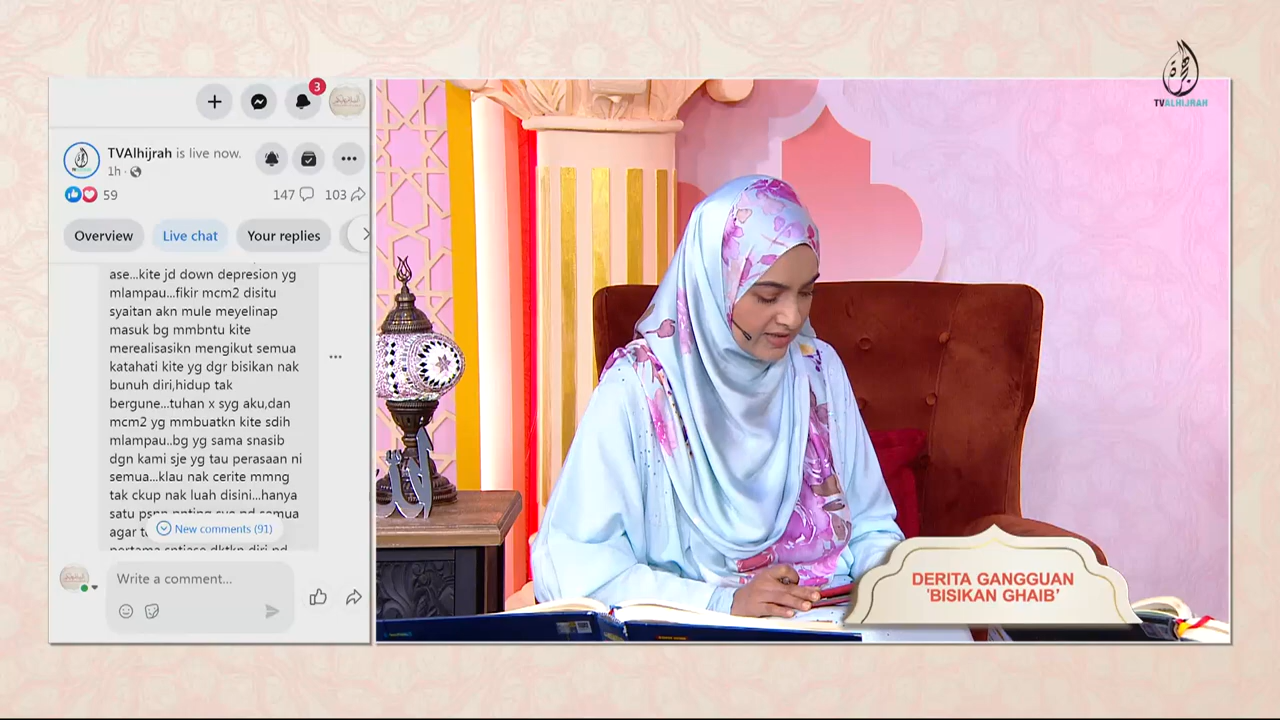 3
TVAlhijrah is live now.
1h
59
147
103
Overview
Live chat
Your replies
ase...kite jd down depresion yg
mlampau...fikir mcm2 disitu
syaitan akn mule meyelinap
masuk bg mmbntu kite
merealisasikn mengikut semua
katahati kite yg dgr bisikan nak
bunuh diri,hidup tak
bergune...tuhan x syg aku,dan
mcm2 yg mmbuatkn kite sdih
mlampau..bg yg sama snasib
dgn kami sje yg tau perasaan ni
semua...klau nak cerite mmng
tak ckup nak luah disini...hanya
satu semua
agar
New comments (91)
Write a comment...
TVALHIJRAH
DERITA GANGGUAN
'BISIKAN GHAIB'